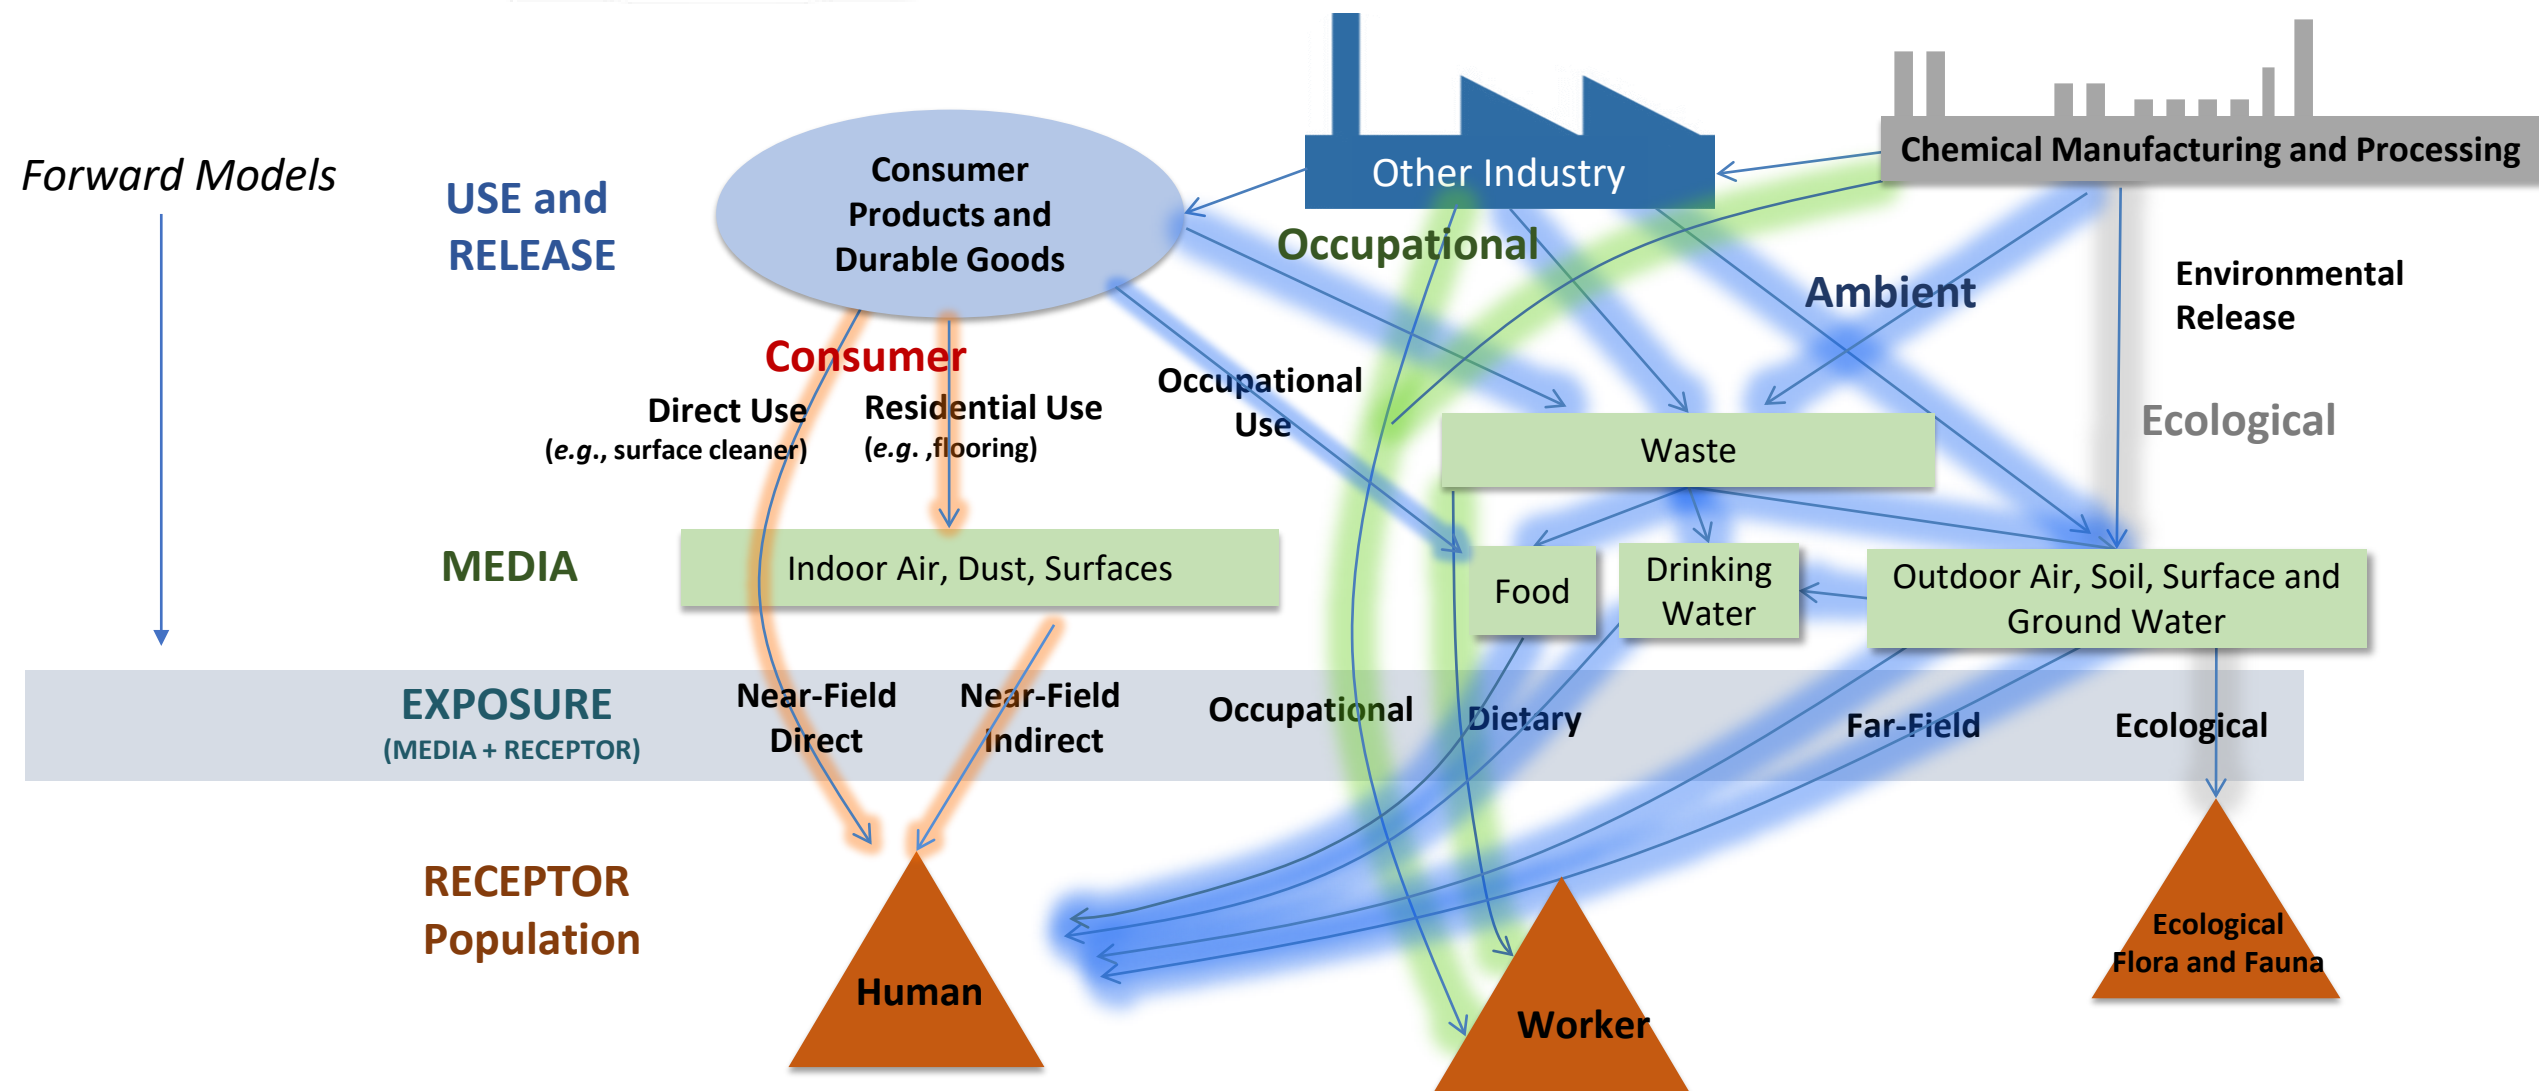 Forward Models
USE and
RELEASE
Consumer
Products and
Durable Goods
Other Industry
Chemical Manufacturing and Processing
Occupational
Ambient
Environmental
Release
Consumer
Direct Use
(e.g., surface cleaner)
Residential Use
(e.g. ,flooring)
Occupational
Use
Ecological
Waste
MEDIA
Indoor Air, Dust, Surfaces
Food
Drinking
Water
Outdoor Air, Soil, Surface and
Ground Water
EXPOSURE
(MEDIA + RECEPTOR)
Near-Field
Direct
Near-Field
Indirect
Occupational
Dietary
Far-Field
Ecological
RECEPTOR
Population
Human
Worker
Ecological
Flora and Fauna